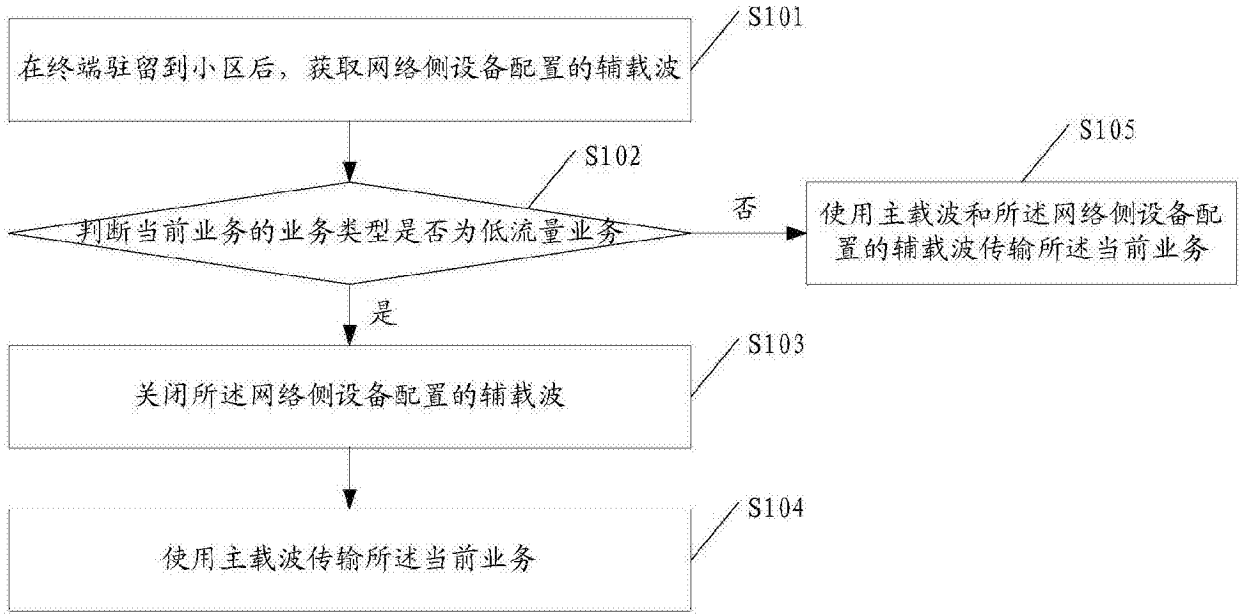 S101
在终端驻留到小区后，获取网络侧设备配置的辅载波
S102
判断当前业务的业务类型是否为低流量业务
否
S105
使用主载波和所述网络侧设备配
置的辅载波传输所述当前业务
是
S103
关闭所述网络侧设备配置的辅载波
S104
使用主载波传输所述当前业务